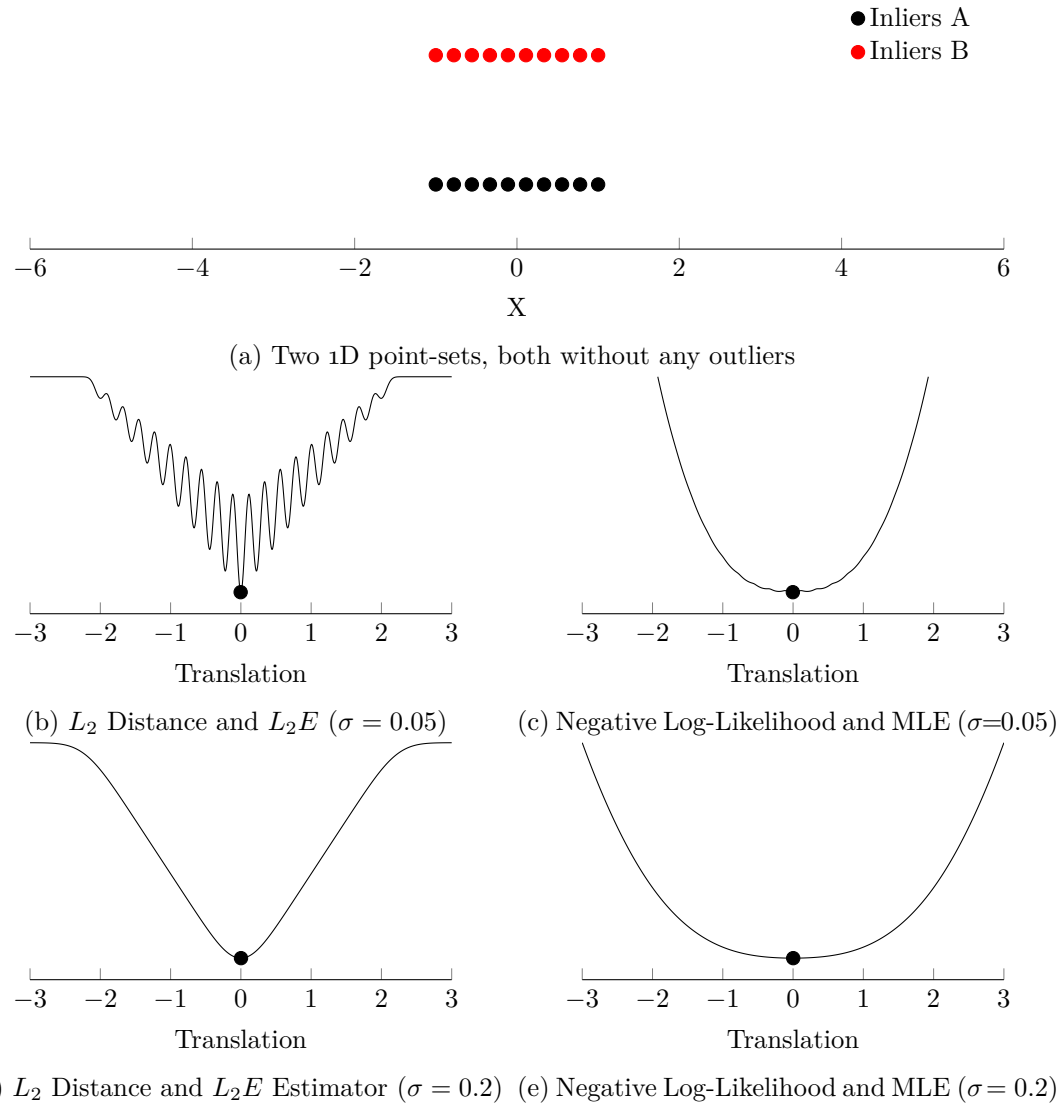 Inliers A
Inliers B
−6 −4 −2 0 2 4 6
X
(a) Two 1D point-sets, both without any outliers
−3 −2 −1 0 1 2 3
Translation
(b) L₂ Distance and L₂E (σ = 0.05)
−3 −2 −1 0 1 2 3
Translation
(c) Negative Log-Likelihood and MLE (σ=0.05)
−3 −2 −1 0 1 2 3
Translation
) L₂ Distance and L₂E Estimator (σ = 0.2)
−3 −2 −1 0 1 2 3
Translation
(e) Negative Log-Likelihood and MLE (σ = 0.2)